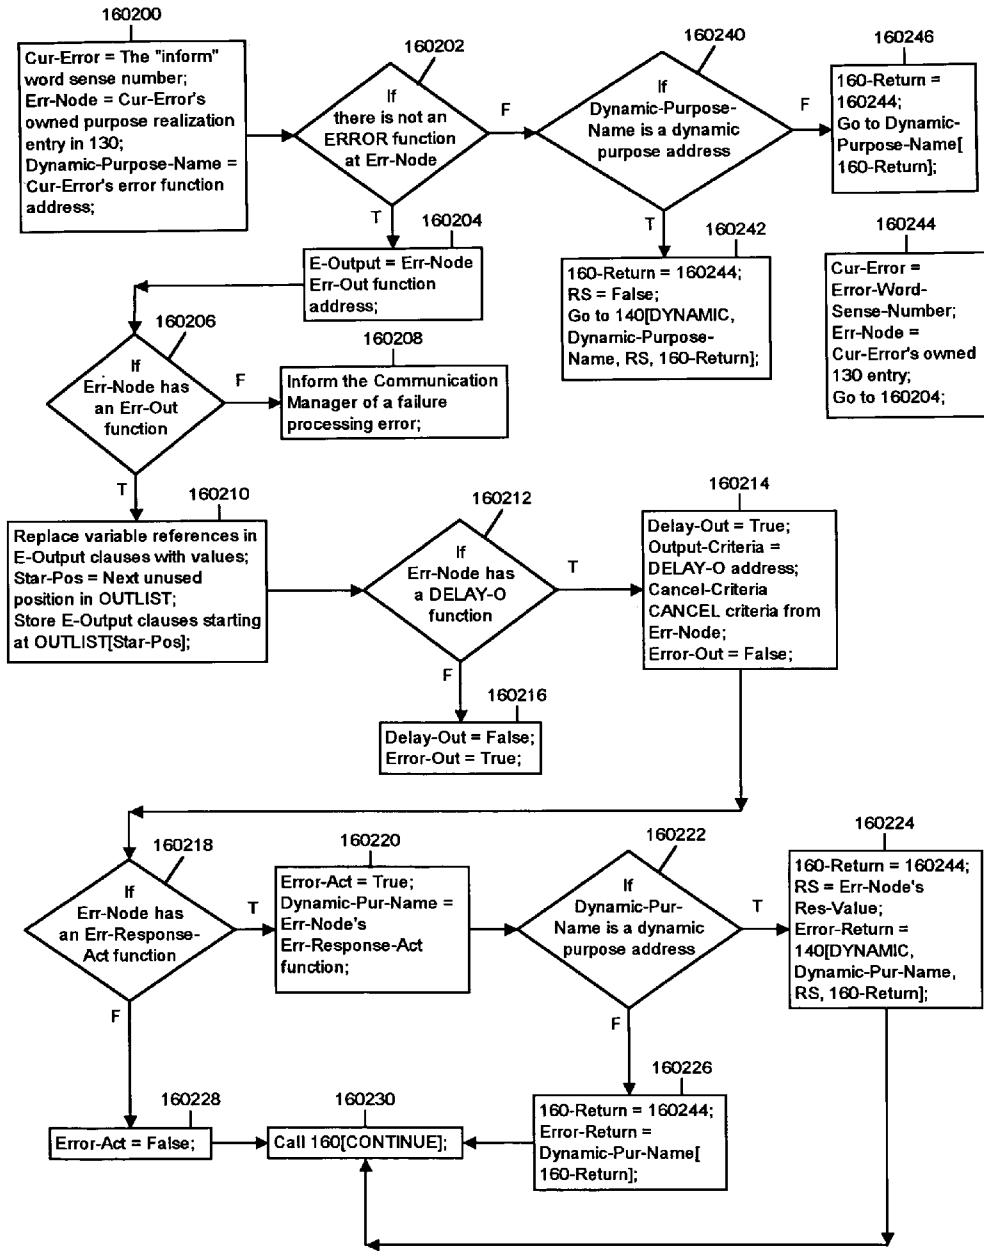 160200
Cur-Error = The "inform"
word sense number;
Err-Node = Cur-Error's
owned purpose realization
entry in 130;
Dynamic-Purpose-Name =
Cur-Error's error function
address;
160202
If
there is not an
ERROR function
at Err-Node
F
T
160240
If
Dynamic-Purpose-
Name is a dynamic
purpose address
F
T
160246
160-Return =
160244;
Go to Dynamic-
Purpose-Name[
160-Return];
160204
E-Output = Err-Node
Err-Out function
address;
160242
160-Return = 160244;
RS = False;
Go to 140[DYNAMIC,
Dynamic-Purpose-
Name, RS, 160-Return];
160244
Cur-Error =
Error-Word-
Sense-Number;
Err-Node =
Cur-Error's owned
130 entry;
Go to 160204;
160206
If
Err-Node has
an Err-Out
function
F
T
160208
Inform the Communication
Manager of a failure
processing error;
160210
Replace variable references in
E-Output clauses with values;
Star-Pos = Next unused
position in OUTLIST;
Store E-Output clauses starting
at OUTLIST[Star-Pos];
160212
If
Err-Node has
a DELAY-O
function
T
F
160214
Delay-Out = True;
Output-Criteria =
DELAY-O address;
Cancel-Criteria
CANCEL criteria from
Err-Node;
Error-Out = False;
160216
Delay-Out = False;
Error-Out = True;
160218
If
Err-Node has
an Err-Response-
Act function
T
F
160220
Error-Act = True;
Dynamic-Pur-Name =
Err-Node's
Err-Response-Act
function;
160222
If
Dynamic-Pur-
Name is a dynamic
purpose address
T
F
160224
160-Return = 160244;
RS = Err-Node's
Res-Value;
Error-Return =
140[DYNAMIC,
Dynamic-Pur-Name,
RS, 160-Return];
160228
Error-Act = False;
160230
Call 160[CONTINUE];
160226
160-Return = 160244;
Error-Return =
Dynamic-Pur-Name[
160-Return];